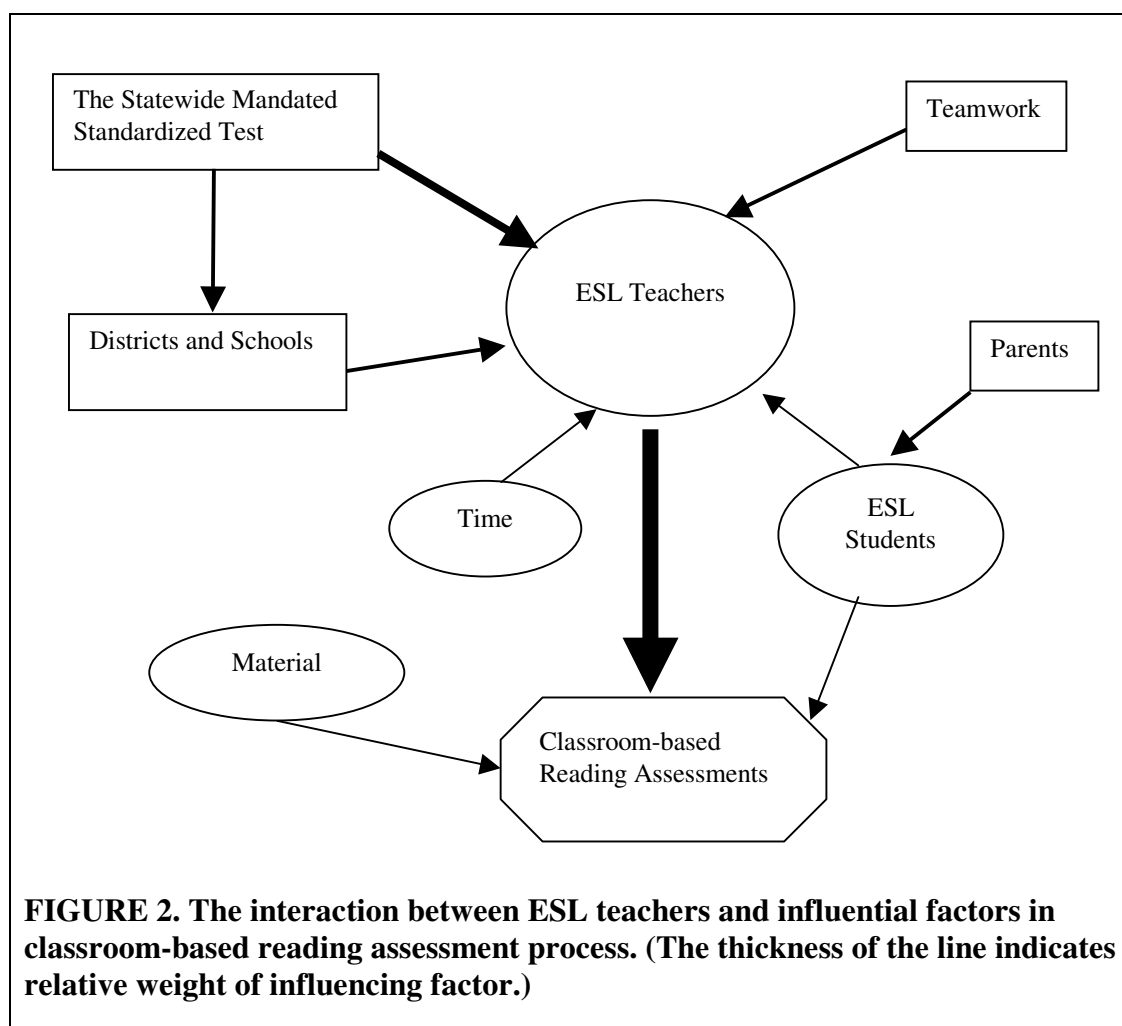 The Statewide Mandated
Standardized Test
Teamwork
ESL Teachers
Districts and Schools
Parents
Time
ESL
Students
Material
Classroom-based
Reading Assessments
FIGURE 2. The interaction between ESL teachers and influential factors in
classroom-based reading assessment process. (The thickness of the line indicates
relative weight of influencing factor.)